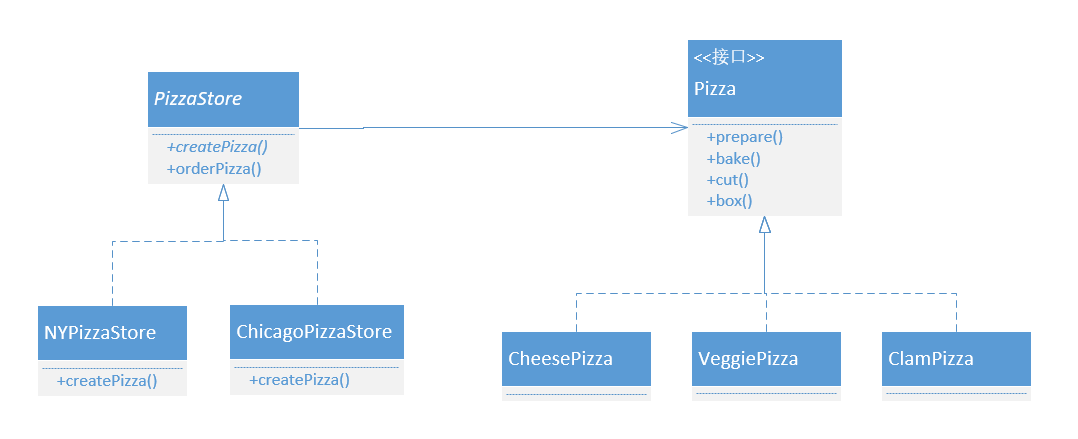 PizzaStore
+createPizza()
+orderPizza()
<<接口>>
Pizza
+prepare()
+bake()
+cut()
+box()
NYPizzaStore
+createPizza()
ChicagoPizzaStore
+createPizza()
CheesePizza
VeggiePizza
ClamPizza